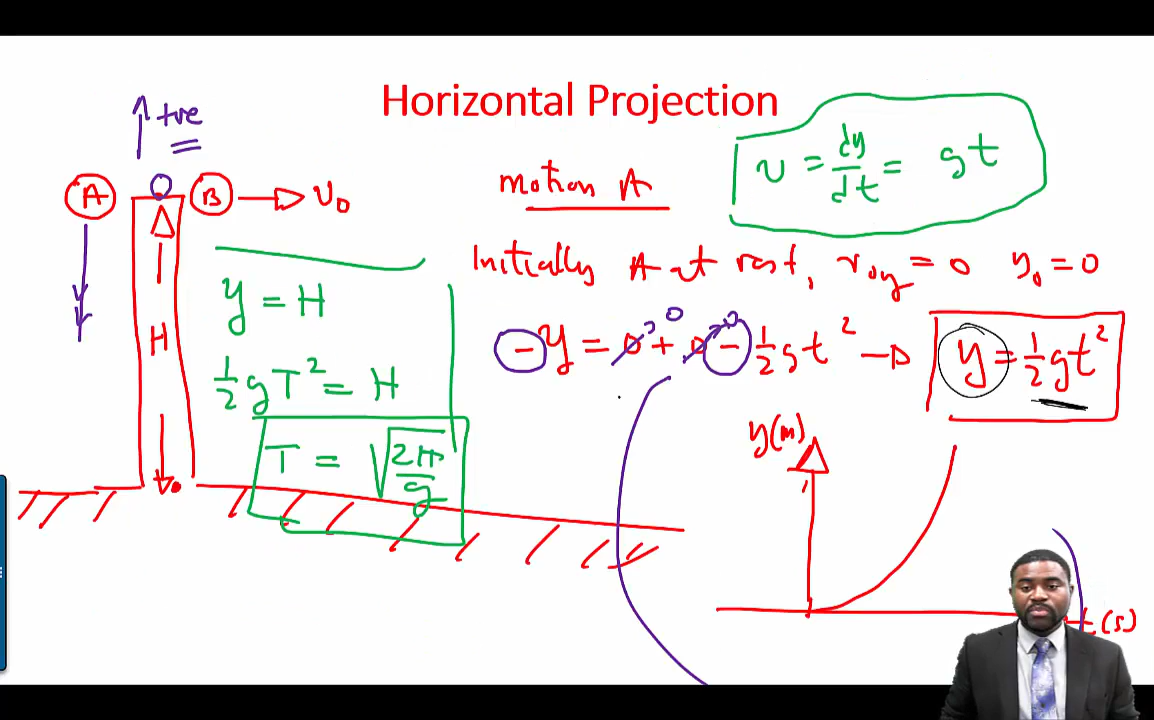 Horizontal Projection
+ve
A
B
v₀
H
y = H
½gT² = H
T = √(2H/g)
v = dy/dt = gt
motion A
Initially A at rest, v₀y = 0 y₀ = 0
-y = 0 + 0 - ½gt² → y = ½gt²
y(m)
t(s)